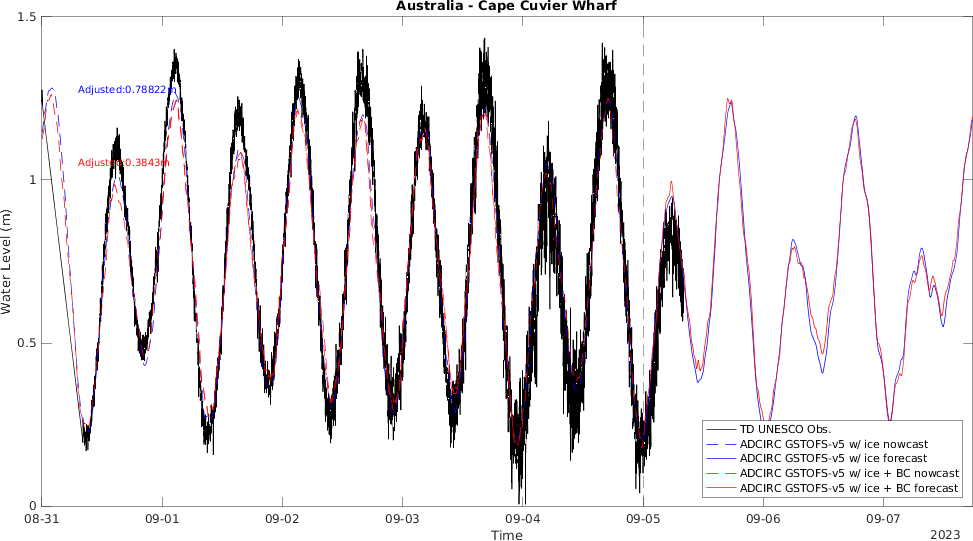 Australia - Cape Cuvier Wharf
1.5
Adjusted:0.78822m
Adjusted:0.3843m
1
Water Level (m)
0.5
0
TD UNESCO Obs.
ADCIRC GSTOFS-v5 w/ ice nowcast
ADCIRC GSTOFS-v5 w/ ice forecast
ADCIRC GSTOFS-v5 w/ ice + BC nowcast
ADCIRC GSTOFS-v5 w/ ice + BC forecast
08-31 09-01 09-02 09-03 09-04 09-05 09-06 09-07
Time
2023